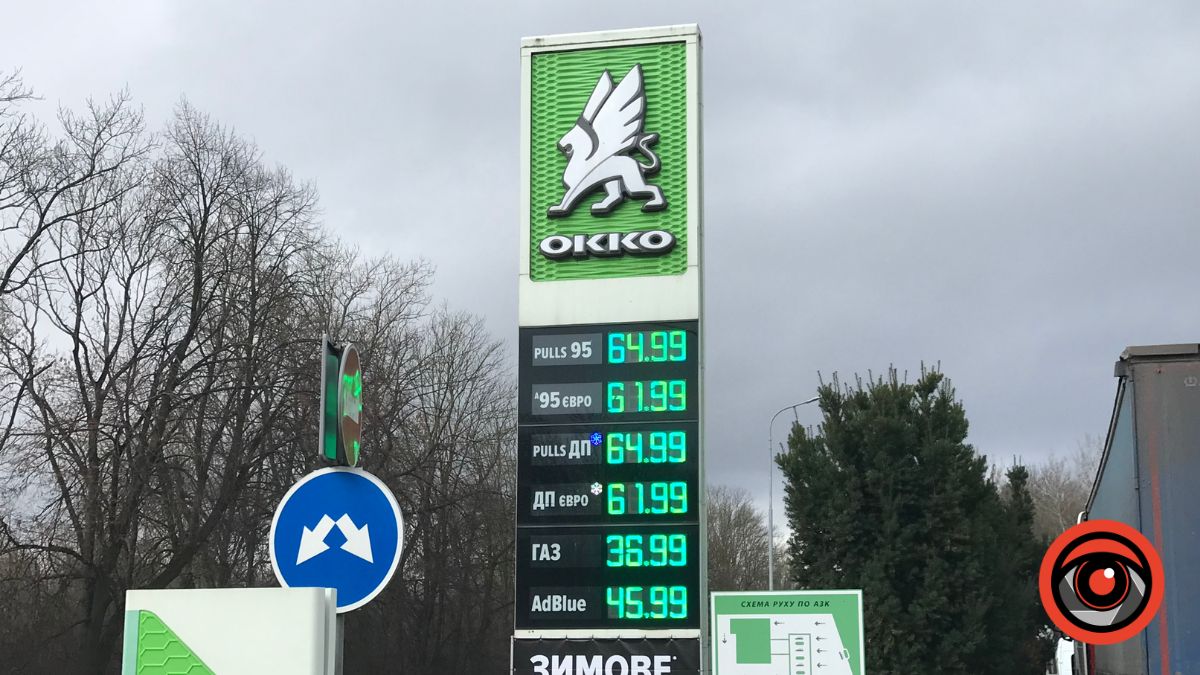 OKKO
PULLS 95 64.99
А95 ЄВРО 61.99
PULLS ДП 64.99
ДП ЄВРО 61.99
ГАЗ 36.99
AdBlue 45.99
ЗИМОВЕ*
СХЕМА РУХУ ПО АЗК